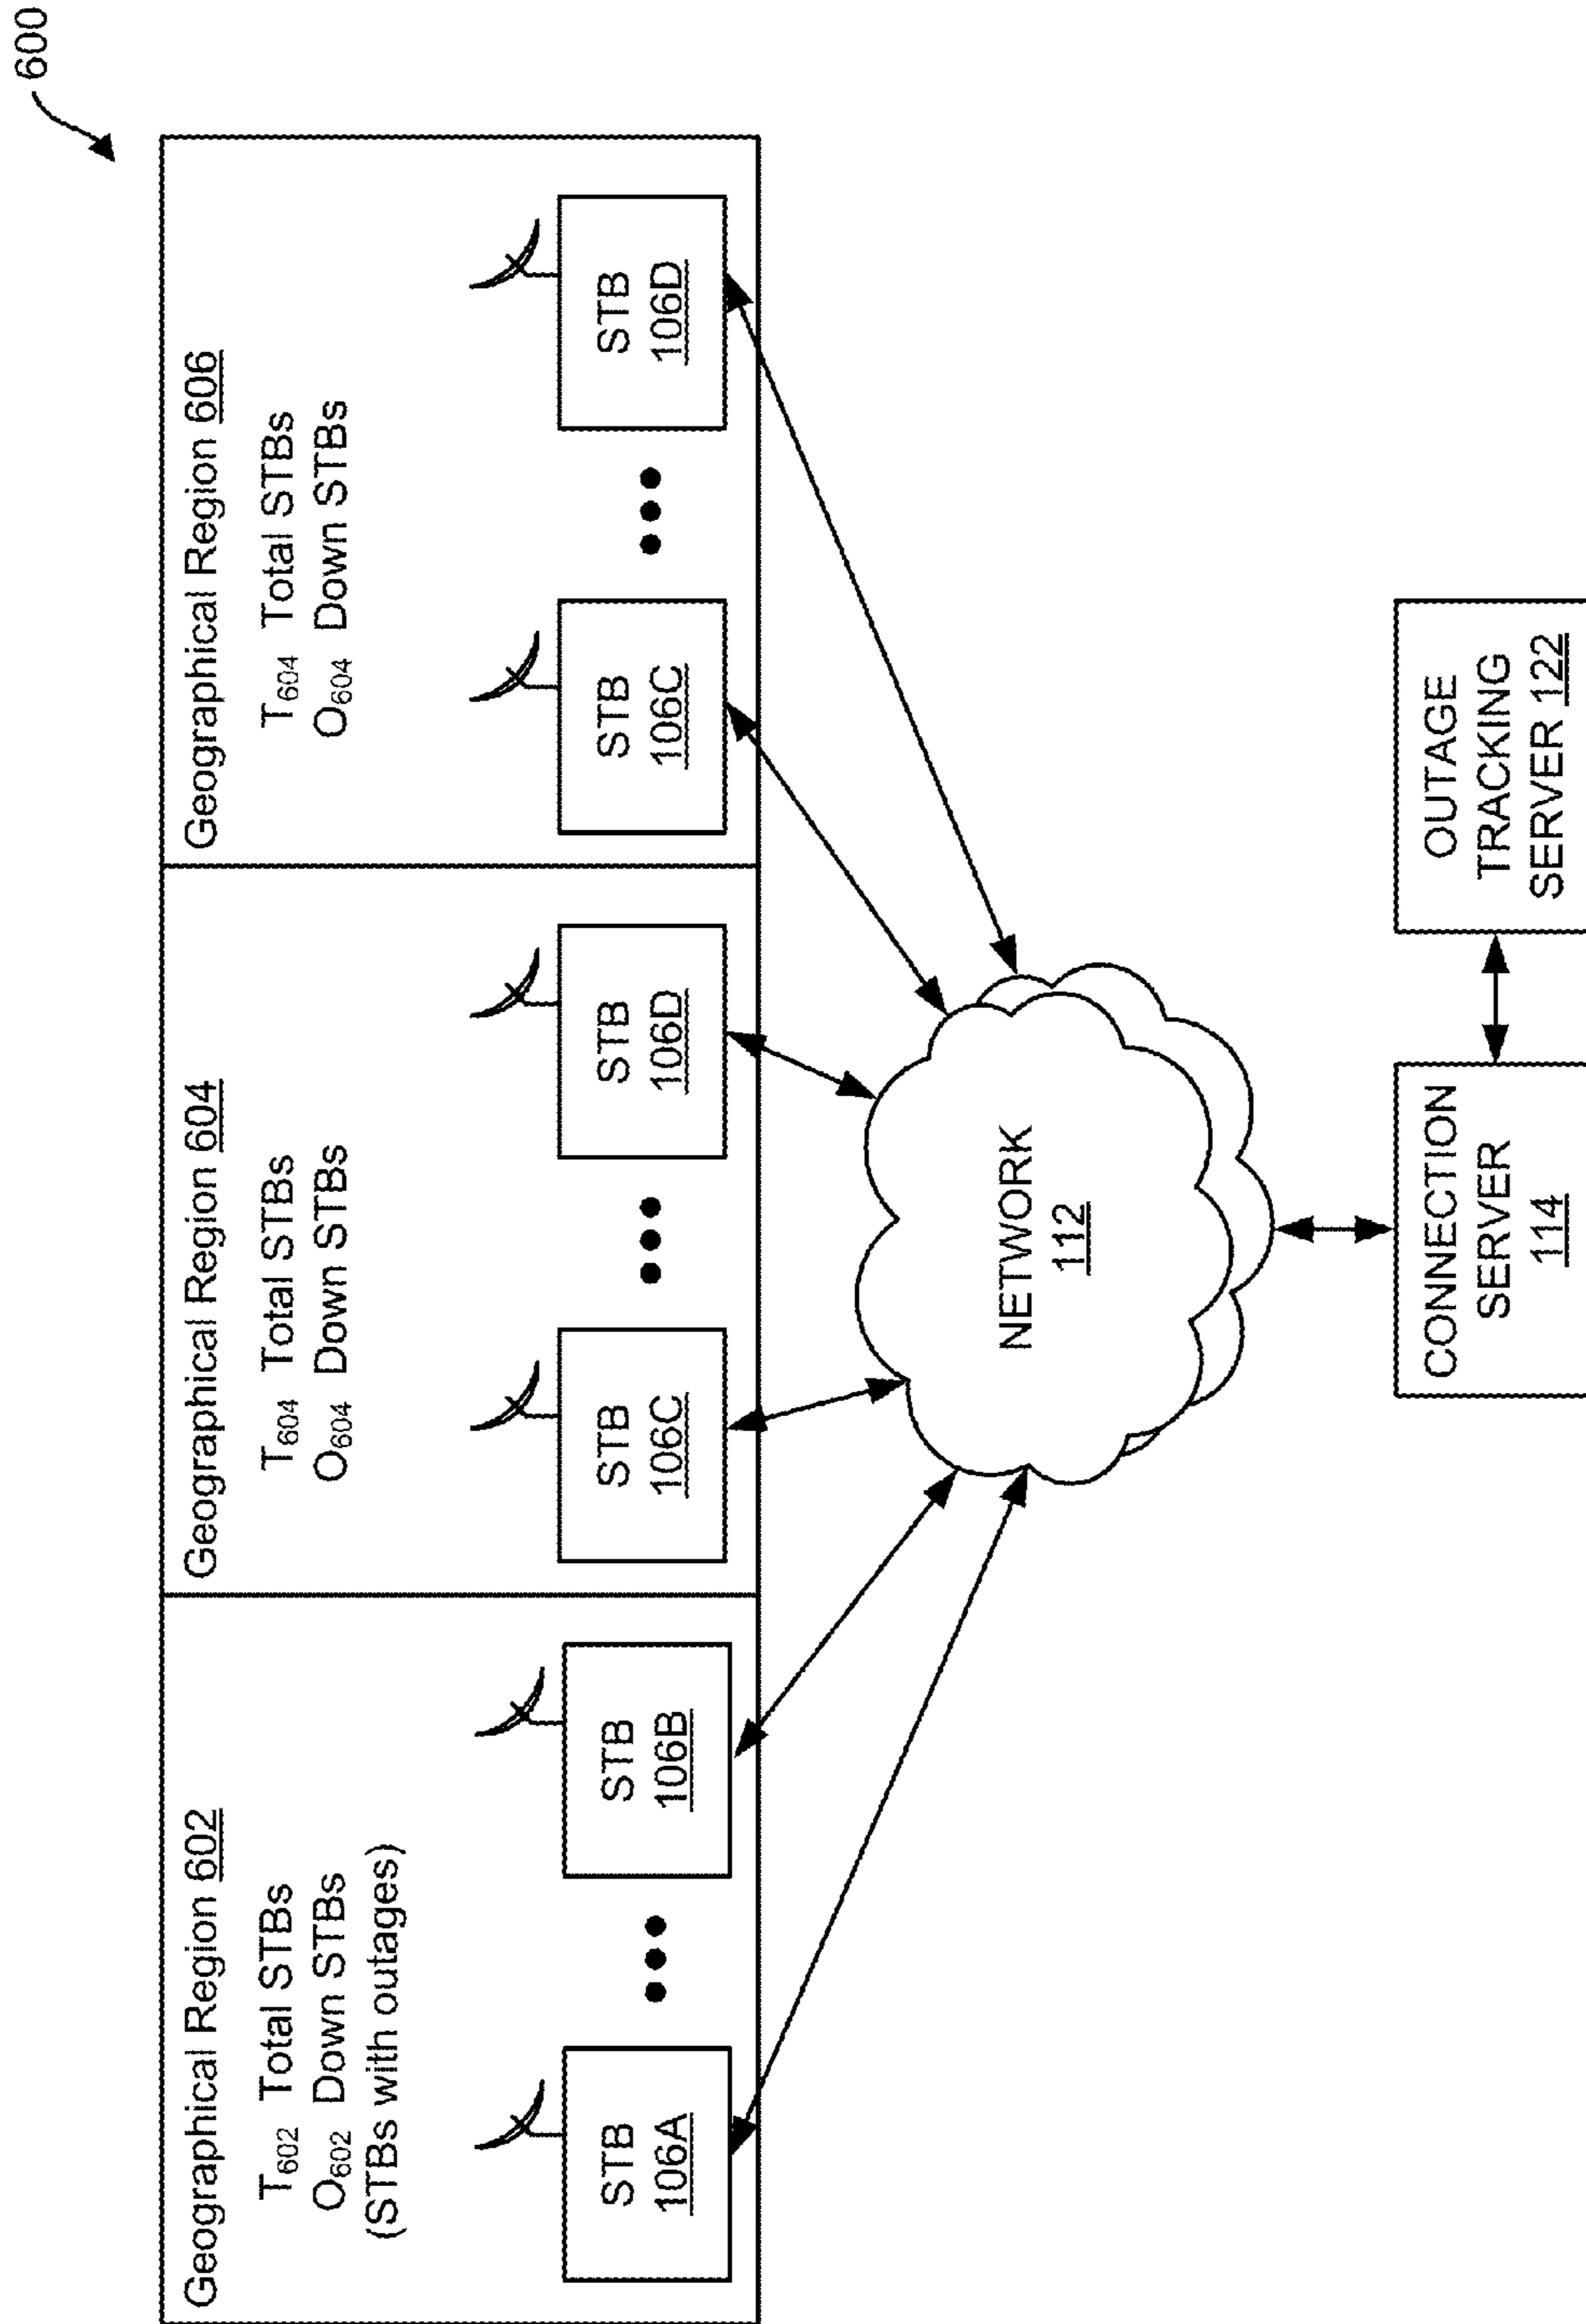 600
Geographical Region 602
T602 Total STBs
O602 Down STBs
(STBs with outages)
STB
106A
STB
106B
Geographical Region 604
T604 Total STBs
O604 Down STBs
STB
106C
STB
106D
Geographical Region 606
T604 Total STBs
O604 Down STBs
STB
106C
STB
106D
NETWORK
112
CONNECTION
SERVER
114
OUTAGE
TRACKING
SERVER 122